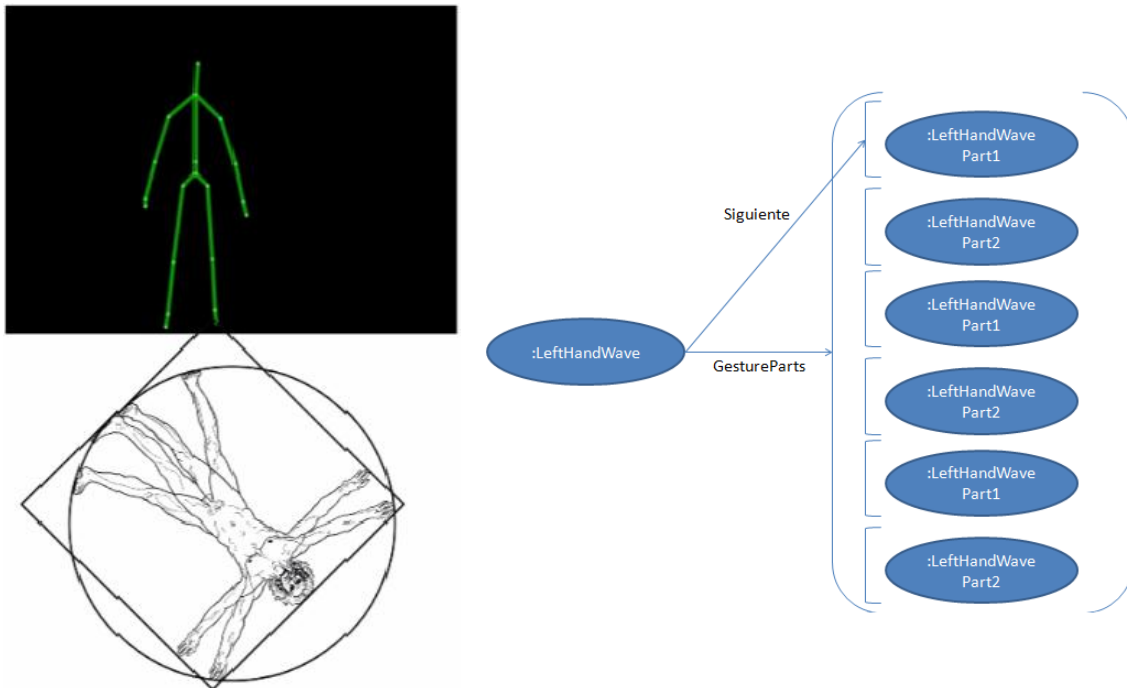 :LeftHandWave
Part1
:LeftHandWave
Part2
Siguiente
:LeftHandWave
Part1
:LeftHandWave
GestureParts
:LeftHandWave
Part2
:LeftHandWave
Part1
:LeftHandWave
Part2